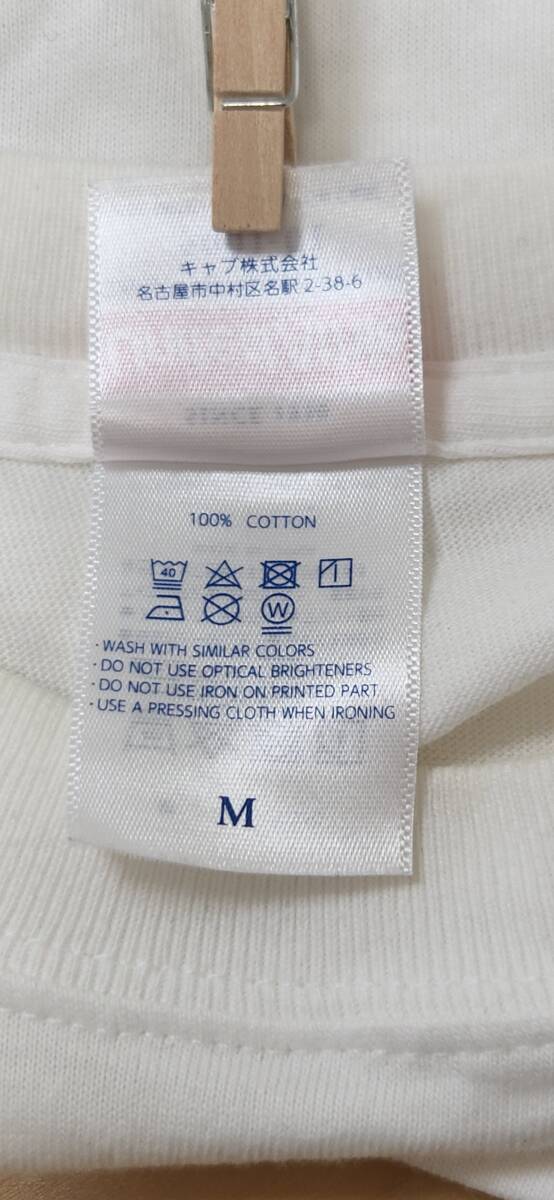 キャブ株式会社
名古屋市中村区名駅 2-38-6
100% COTTON
40
W
· WASH WITH SIMILAR COLORS
· DO NOT USE OPTICAL BRIGHTENERS
· DO NOT USE IRON ON PRINTED PART
· USE A PRESSING CLOTH WHEN IRONING
M